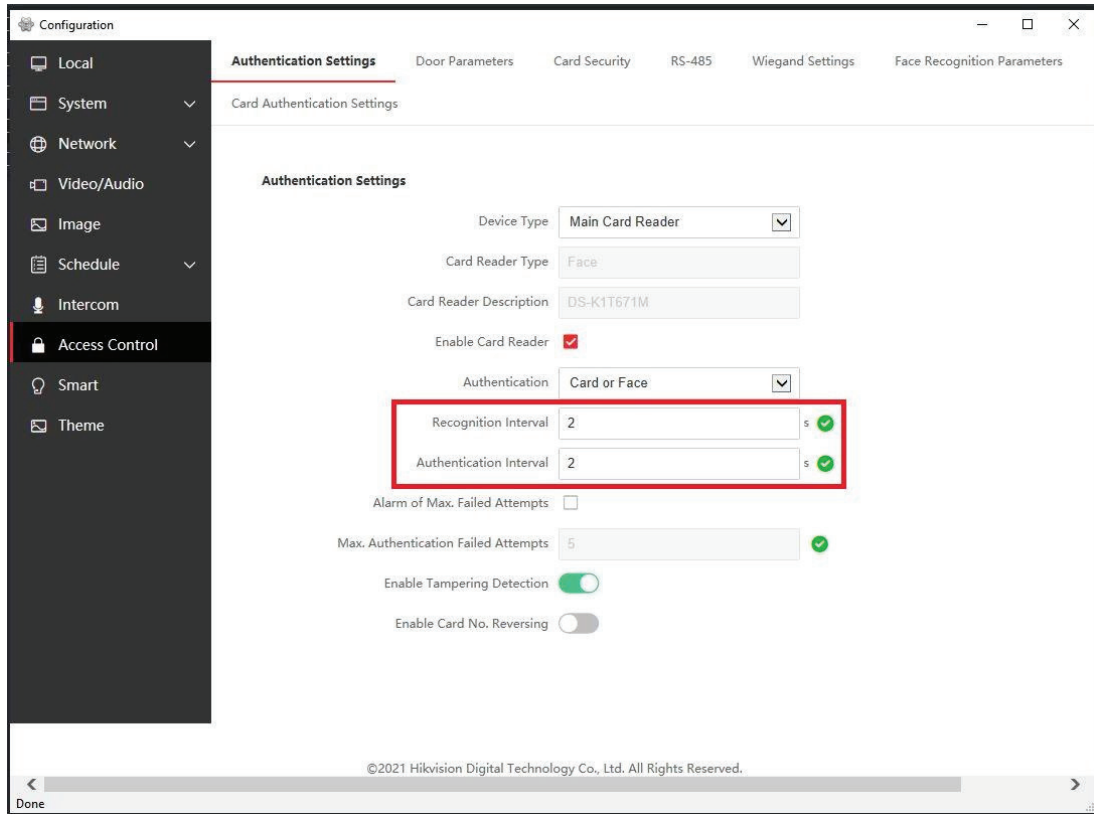 Configuration
Local
System
Network
Video/Audio
Image
Schedule
Intercom
Access Control
Smart
Theme
Authentication Settings Door Parameters Card Security RS-485 Wiegand Settings Face Recognition Parameters
Card Authentication Settings
Authentication Settings
Device Type Main Card Reader
Card Reader Type Face
Card Reader Description DS-K1T671M
Enable Card Reader
Authentication Card or Face
Recognition Interval 2 s
Authentication Interval 2 s
Alarm of Max. Failed Attempts
Max. Authentication Failed Attempts 5
Enable Tampering Detection
Enable Card No. Reversing
©2021 Hikvision Digital Technology Co., Ltd. All Rights Reserved.
Done